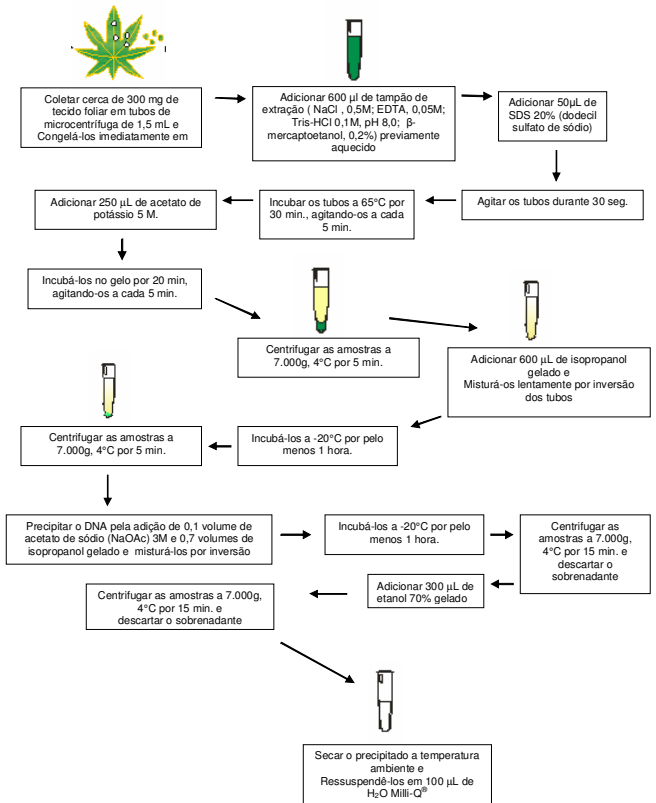 Coletar cerca de 300 mg de
tecido foliar em tubos de
microcentrífuga de 1,5 mL e
Congelá-los imediatamente em
Adicionar 600 µl de tampão de
extração ( NaCl , 0,5M; EDTA, 0,05M;
Tris-HCl 0,1M, pH 8,0; β-
mercaptoetanol, 0,2%) previamente
aquecido
Adicionar 50µL de
SDS 20% (dodecil
sulfato de sódio)
Agitar os tubos durante 30 seg.
Incubar os tubos a 65°C por
30 min., agitando-os a cada
5 min.
Adicionar 250 µL de acetato de
potássio 5 M.
Incubá-los no gelo por 20 min,
agitando-os a cada 5 min.
Centrifugar as amostras a
7.000g, 4°C por 5 min.
Adicionar 600 µL de isopropanol
gelado e
Misturá-os lentamente por inversão
dos tubos
Incubá-los a -20°C por pelo
menos 1 hora.
Centrifugar as amostras a
7.000g, 4°C por 5 min.
Precipitar o DNA pela adição de 0,1 volume de
acetato de sódio (NaOAc) 3M e 0,7 volumes de
isopropanol gelado e misturá-los por inversão
Incubá-los a -20°C por pelo
menos 1 hora.
Centrifugar as
amostras a 7.000g,
4°C por 15 min. e
descartar o
sobrenadante
Adicionar 300 µL de
etanol 70% gelado
Centrifugar as amostras a 7.000g,
4°C por 15 min. e
descartar o sobrenadante
Secar o precipitado a temperatura
ambiente e
Ressuspendê-los em 100 µL de
H₂O Milli-Q®